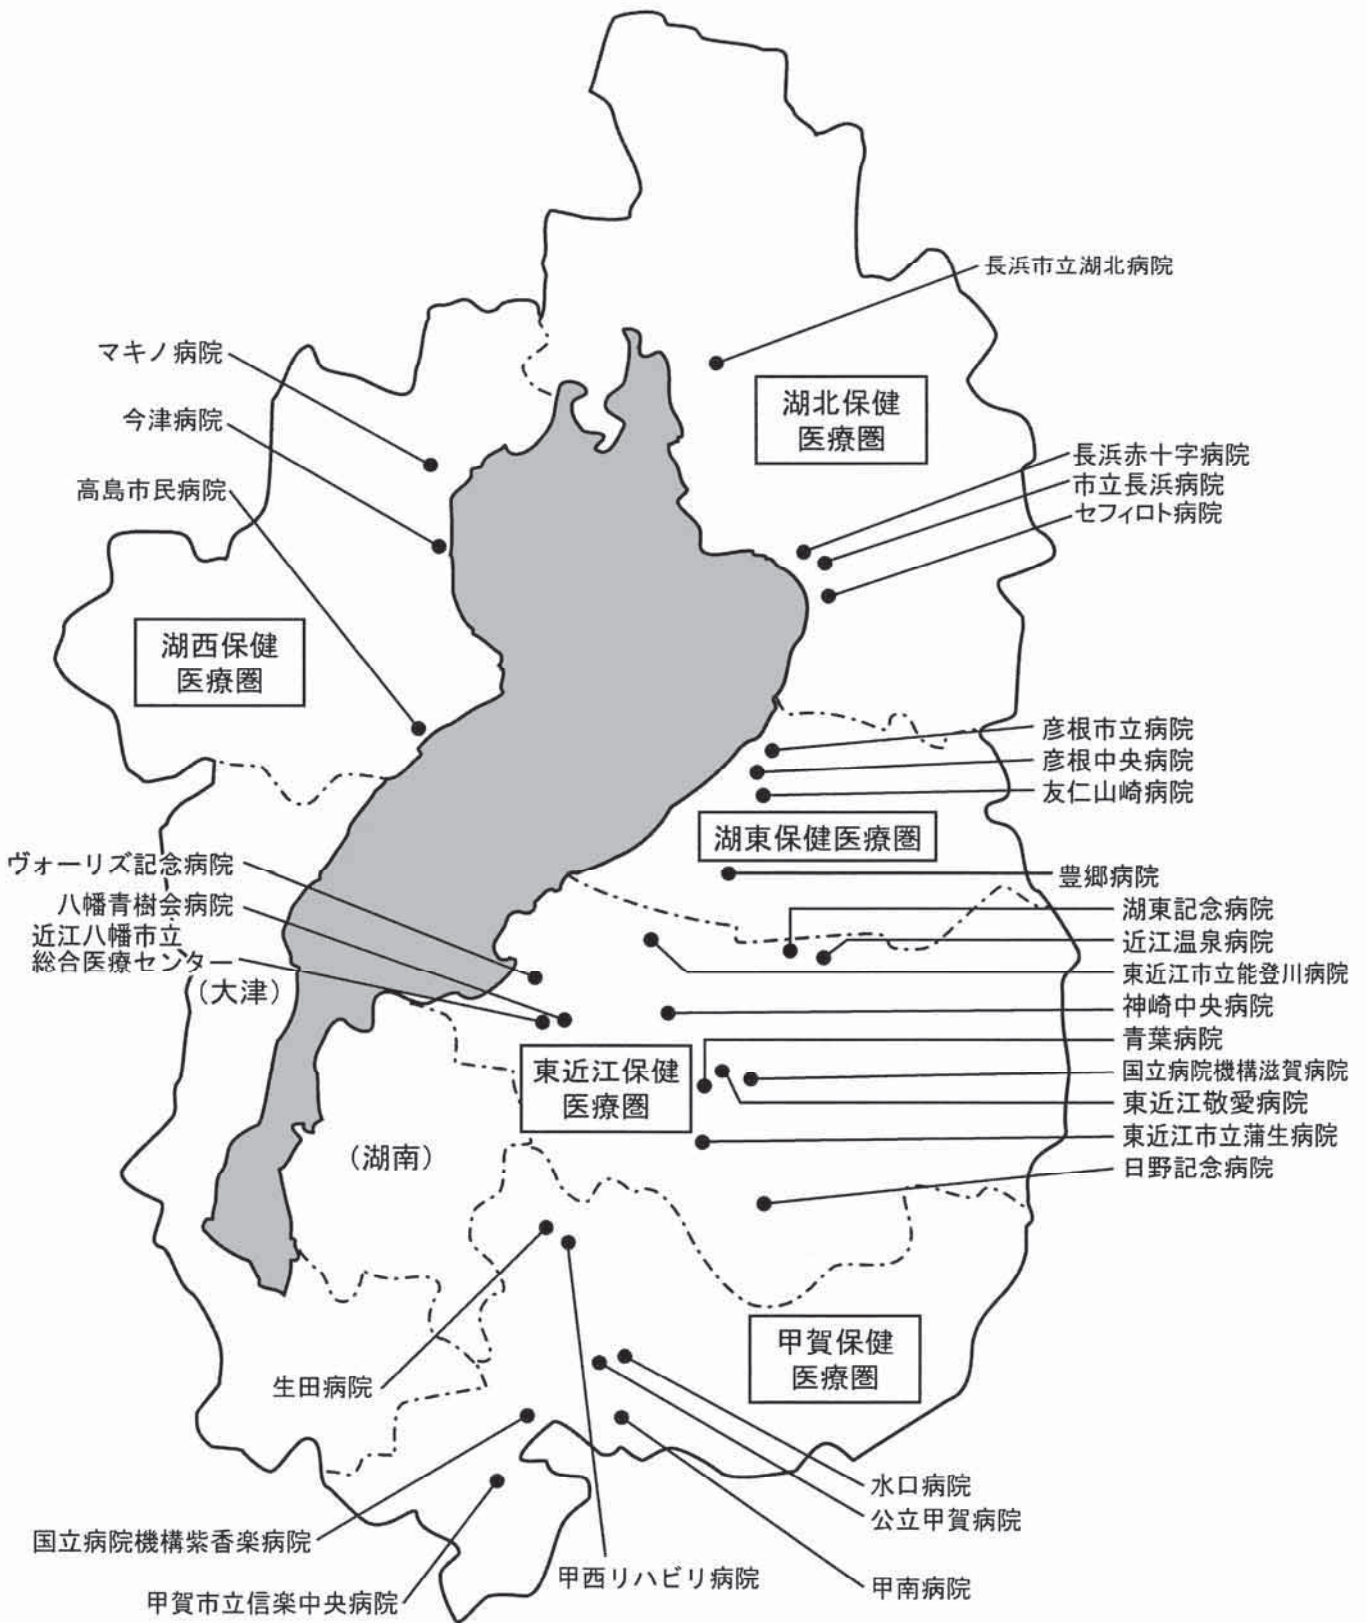 長浜市立湖北病院
マキノ病院
今津病院
高島市民病院
湖北保健
医療圏
長浜赤十字病院
市立長浜病院
セフィロト病院
湖西保健
医療圏
彦根市立病院
彦根中央病院
友仁山崎病院
湖東保健医療圏
豊郷病院
ヴォーリズ記念病院
八幡青樹会病院
近江八幡市立
総合医療センター
(大津)
湖東記念病院
近江温泉病院
東近江市立能登川病院
神崎中央病院
青葉病院
国立病院機構滋賀病院
東近江敬愛病院
東近江市立蒲生病院
日野記念病院
東近江保健
医療圏
(湖南)
甲賀保健
医療圏
生田病院
水口病院
公立甲賀病院
国立病院機構紫香楽病院
甲西リハビリ病院
甲南病院
甲賀市立信楽中央病院